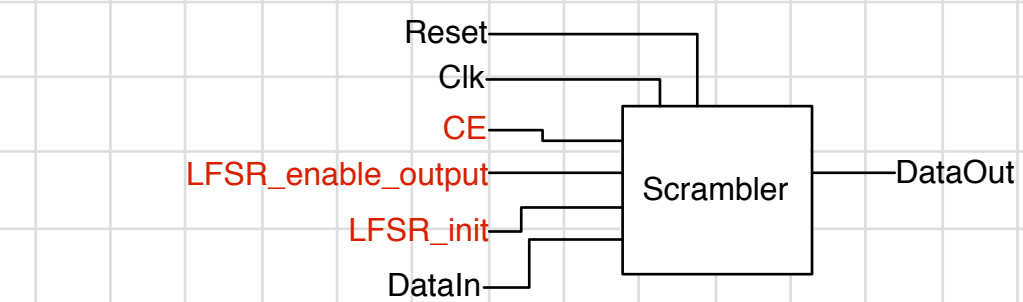 Reset
Clk
CE
LFSR_enable_output
LFSR_init
DataIn
Scrambler
DataOut